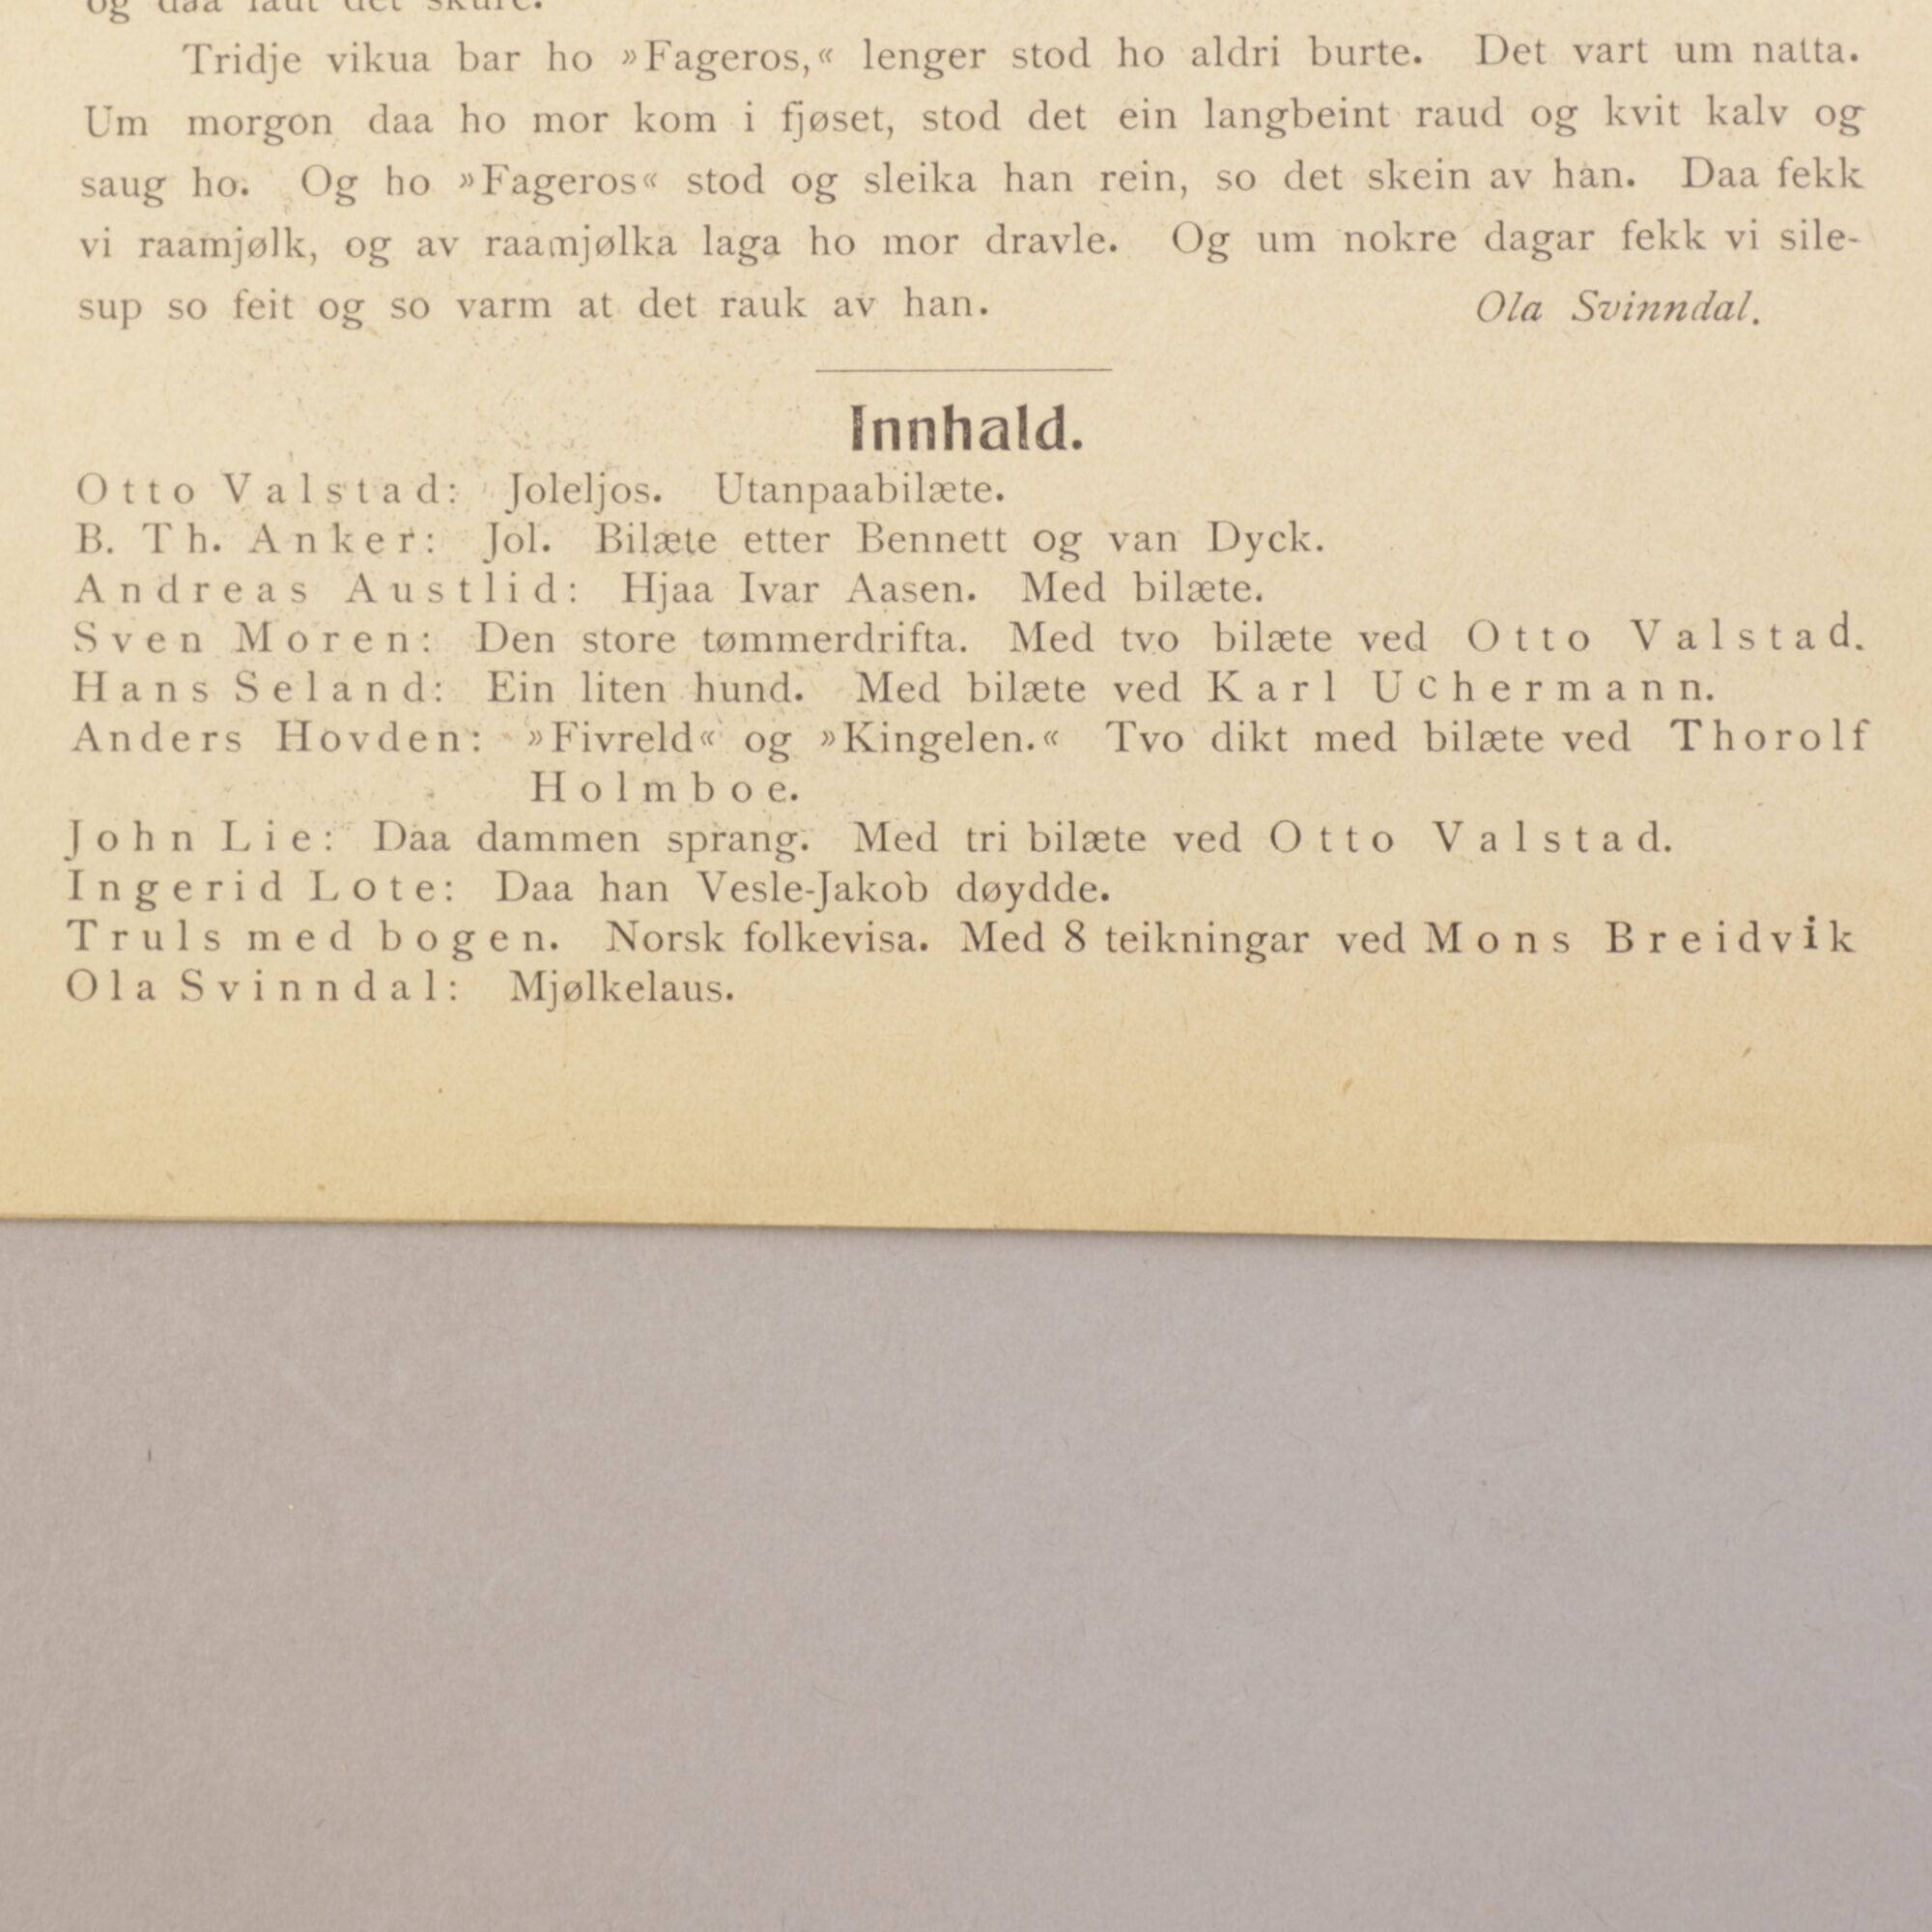 og daa laut det skure.
Tridje vikua bar ho »Fageros,« lenger stod ho aldri burte. Det vart um natta.
Um morgon daa ho mor kom i fjøset, stod det ein langbeint raud og kvit kalv og
saug ho. Og ho »Fageros« stod og sleika han rein, so det skein av han. Daa fekk
vi raamjølk, og av raamjølka laga ho mor dravle. Og um nokre dagar fekk vi sile-
sup so feit og so varm at det rauk av han. Ola Svinndal.
Innhald.
Otto Valstad: Joleljos. Utanpaabilæte.
B. Th. Anker: Jol. Bilæte etter Bennett og van Dyck.
Andreas Austlid: Hjaa Ivar Aasen. Med bilæte.
Sven Moren: Den store tømmerdrifta. Med tvo bilæte ved Otto Valstad.
Hans Seland: Ein liten hund. Med bilæte ved Karl Uchermann.
Anders Hovden: »Fivreld« og »Kingelen.« Tvo dikt med bilæte ved Thorolf
Holmboe.
John Lie: Daa dammen sprang. Med tri bilæte ved Otto Valstad.
Ingerid Lote: Daa han Vesle-Jakob døydde.
Truls med bogen. Norsk folkevisa. Med 8 teikningar ved Mons Breidvik
Ola Svinndal: Mjølkelaus.